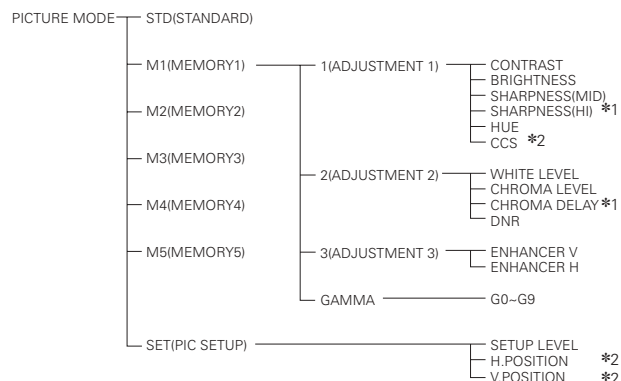 PICTURE MODE STD(STANDARD)
M1(MEMORY1) 1(ADJUSTMENT 1) CONTRAST
BRIGHTNESS
SHARPNESS(MID)
SHARPNESS(HI) *1
HUE
CCS *2
M2(MEMORY2)
M3(MEMORY3)
M4(MEMORY4)
M5(MEMORY5)
2(ADJUSTMENT 2) WHITE LEVEL
CHROMA LEVEL
CHROMA DELAY *1
DNR
3(ADJUSTMENT 3) ENHANCER V
ENHANCER H
GAMMA G0~G9
SET(PIC SETUP) SETUP LEVEL
H.POSITION *2
V.POSITION *2